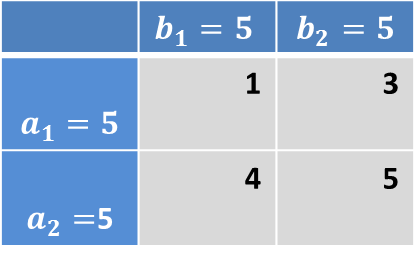 b₁ = 5 b₂ = 5
a₁ = 5 1 3
a₂ =5 4 5